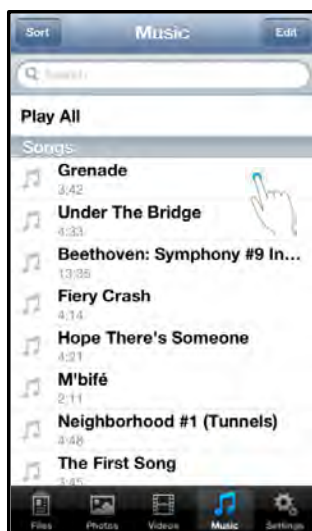 Sort Music Edit
Search
Play All
Songs
Grenade
3:42
Under The Bridge
4:33
Beethoven: Symphony #9 In...
13:35
Fiery Crash
4:14
Hope There's Someone
4:21
M'bifé
2:11
Neighborhood #1 (Tunnels)
4:48
The First Song
3:45
Files Photos Videos Music Settings